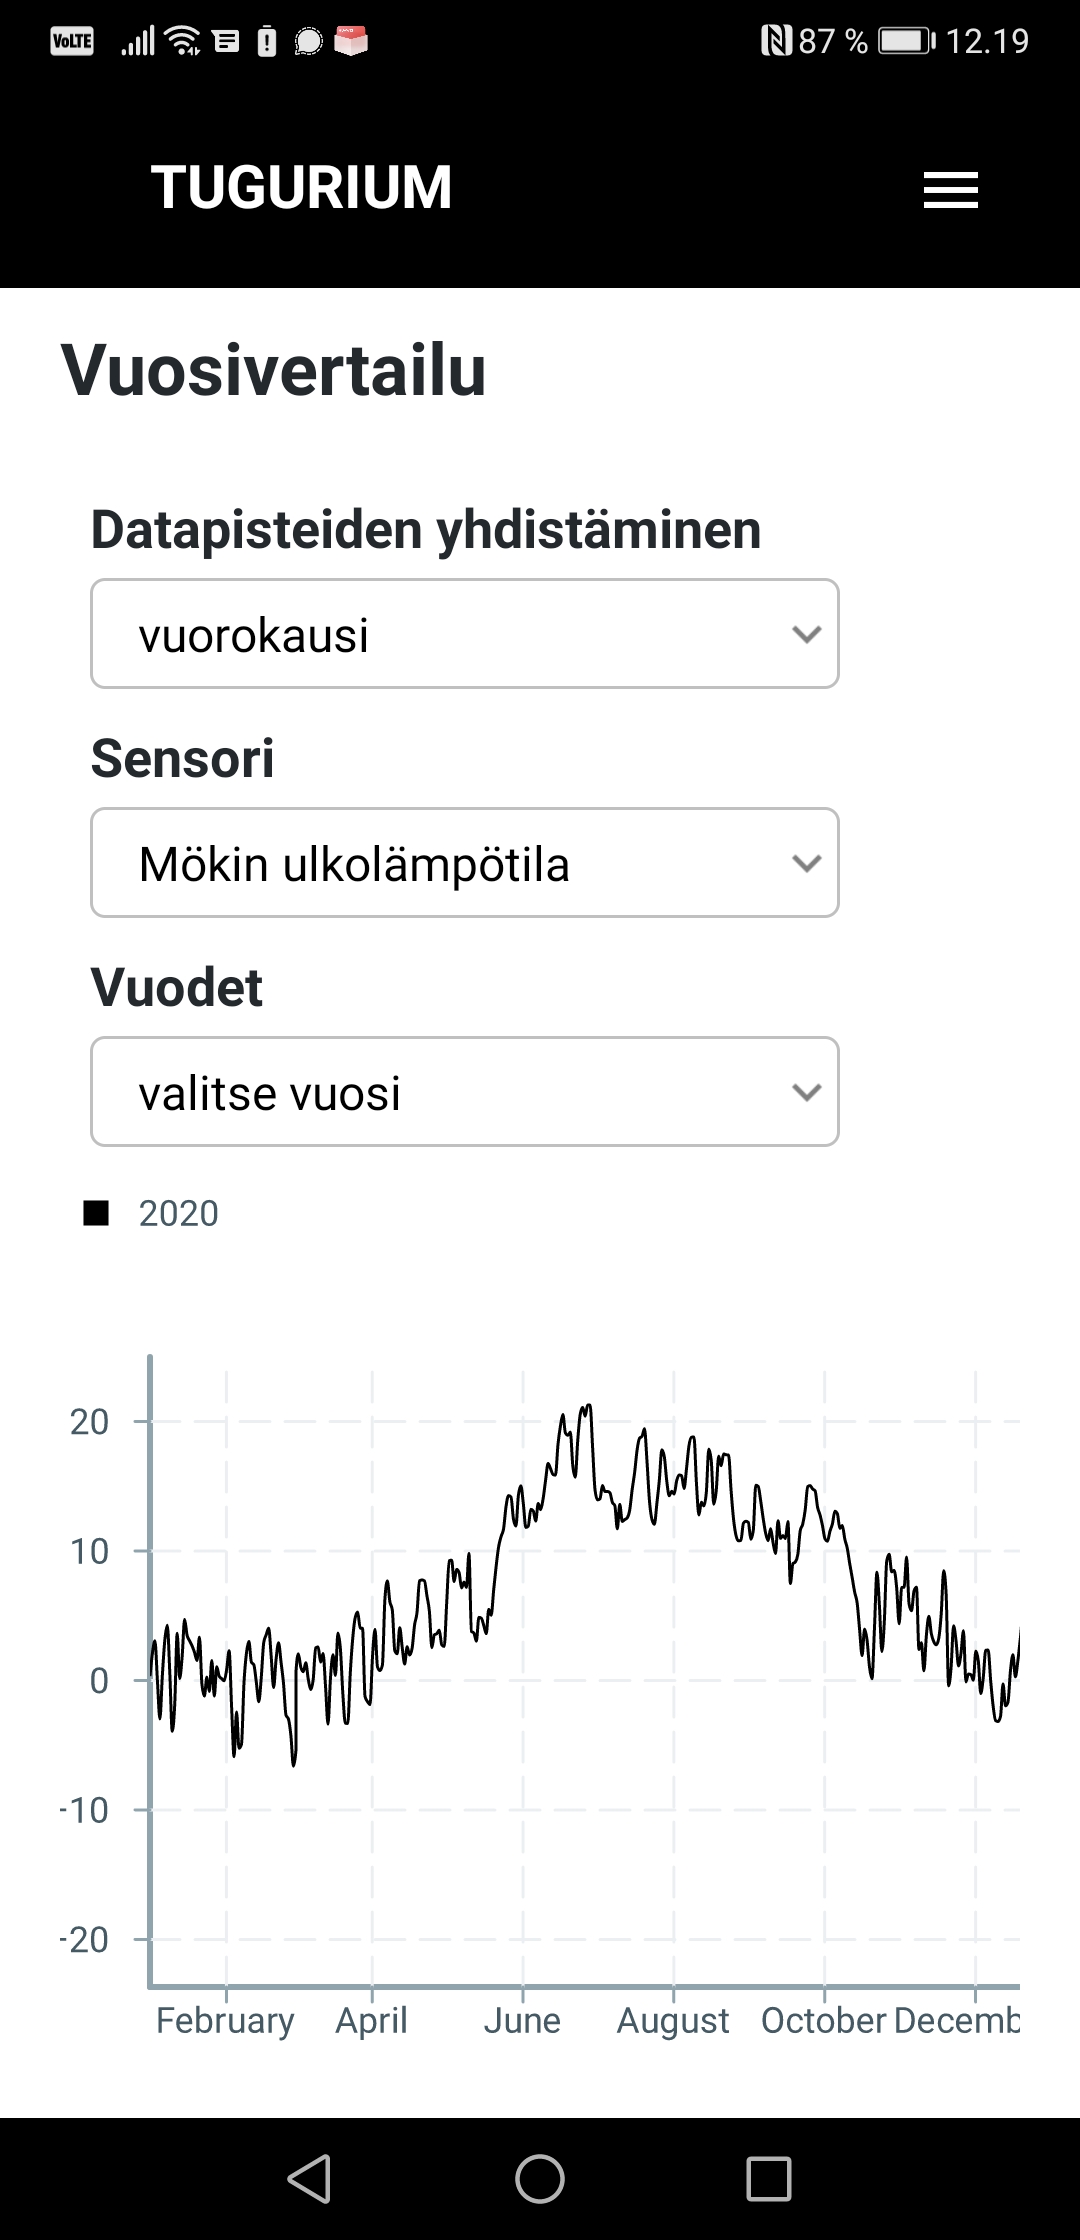 VoLTE 87 % 12.19
TUGURIUM
Vuosivertailu
Datapisteiden yhdistäminen
vuorokausi
Sensori
Mökin ulkolämpötila
Vuodet
valitse vuosi
2020
20
10
0
-10
-20
February April June August October Decemb